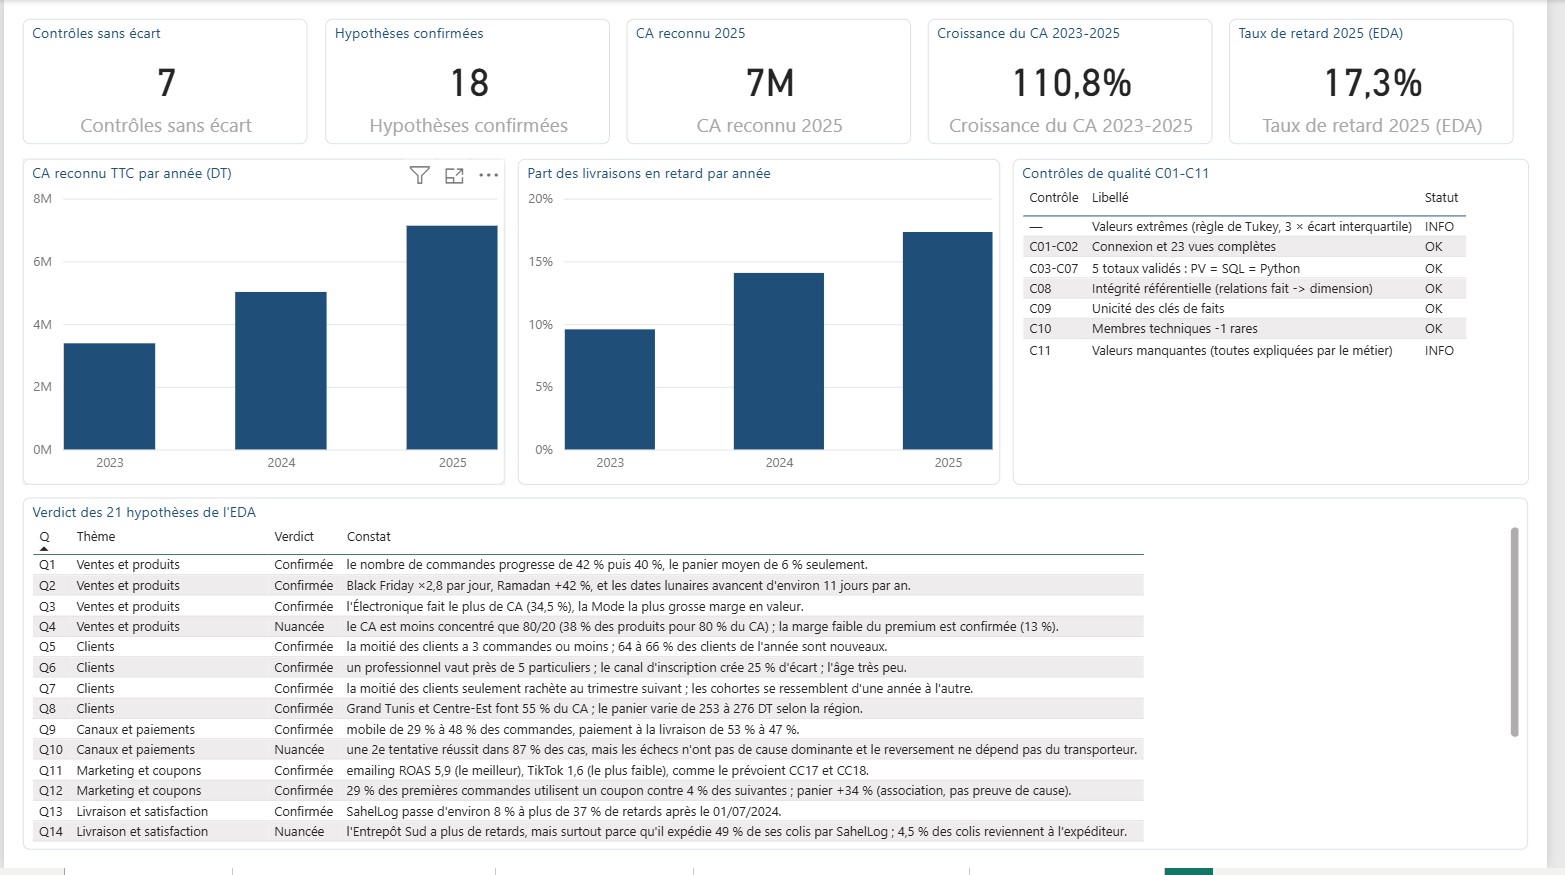 Contrôles sans écart
7
Contrôles sans écart
Hypothèses confirmées
18
Hypothèses confirmées
CA reconnu 2025
7M
CA reconnu 2025
Croissance du CA 2023-2025
110,8%
Croissance du CA 2023-2025
Taux de retard 2025 (EDA)
17,3%
Taux de retard 2025 (EDA)
CA reconnu TTC par année (DT)
8M
6M
4M
2M
0M
2023 2024 2025
Part des livraisons en retard par année
20%
15%
10%
5%
0%
2023 2024 2025
Contrôles de qualité C01-C11
Contrôle Libellé Statut
— Valeurs extrêmes (règle de Tukey, 3 × écart interquartile) INFO
C01-C02 Connexion et 23 vues complètes OK
C03-C07 5 totaux validés : PV = SQL = Python OK
C08 Intégrité référentielle (relations fait -> dimension) OK
C09 Unicité des clés de faits OK
C10 Membres techniques -1 rares OK
C11 Valeurs manquantes (toutes expliquées par le métier) INFO
Verdict des 21 hypothèses de l'EDA
Q Thème Verdict Constat
Q1 Ventes et produits Confirmée le nombre de commandes progresse de 42 % puis 40 %, le panier moyen de 6 % seulement.
Q2 Ventes et produits Confirmée Black Friday ×2,8 par jour, Ramadan +42 %, et les dates lunaires avancent d'environ 11 jours par an.
Q3 Ventes et produits Confirmée l'Électronique fait le plus de CA (34,5 %), la Mode la plus grosse marge en valeur.
Q4 Ventes et produits Nuancée le CA est moins concentré que 80/20 (38 % des produits pour 80 % du CA) ; la marge faible du premium est confirmée (13 %).
Q5 Clients Confirmée la moitié des clients a 3 commandes ou moins ; 64 à 66 % des clients de l'année sont nouveaux.
Q6 Clients Confirmée un professionnel vaut près de 5 particuliers ; le canal d'inscription crée 25 % d'écart ; l'âge très peu.
Q7 Clients Confirmée la moitié des clients seulement rachète au trimestre suivant ; les cohortes se ressemblent d'une année à l'autre.
Q8 Clients Confirmée Grand Tunis et Centre-Est font 55 % du CA ; le panier varie de 253 à 276 DT selon la région.
Q9 Canaux et paiements Confirmée mobile de 29 % à 48 % des commandes, paiement à la livraison de 53 % à 47 %.
Q10 Canaux et paiements Nuancée une 2e tentative réussit dans 87 % des cas, mais les échecs n'ont pas de cause dominante et le reversement ne dépend pas du transporteur.
Q11 Marketing et coupons Confirmée emailing ROAS 5,9 (le meilleur), TikTok 1,6 (le plus faible), comme le prévoient CC17 et CC18.
Q12 Marketing et coupons Confirmée 29 % des premières commandes utilisent un coupon contre 4 % des suivantes ; panier +34 % (association, pas preuve de cause).
Q13 Livraison et satisfaction Confirmée SahelLog passe d'environ 8 % à plus de 37 % de retards après le 01/07/2024.
Q14 Livraison et satisfaction Nuancée l'Entrepôt Sud a plus de retards, mais surtout parce qu'il expédie 49 % de ses colis par SahelLog ; 4,5 % des colis reviennent à l'expéditeur.